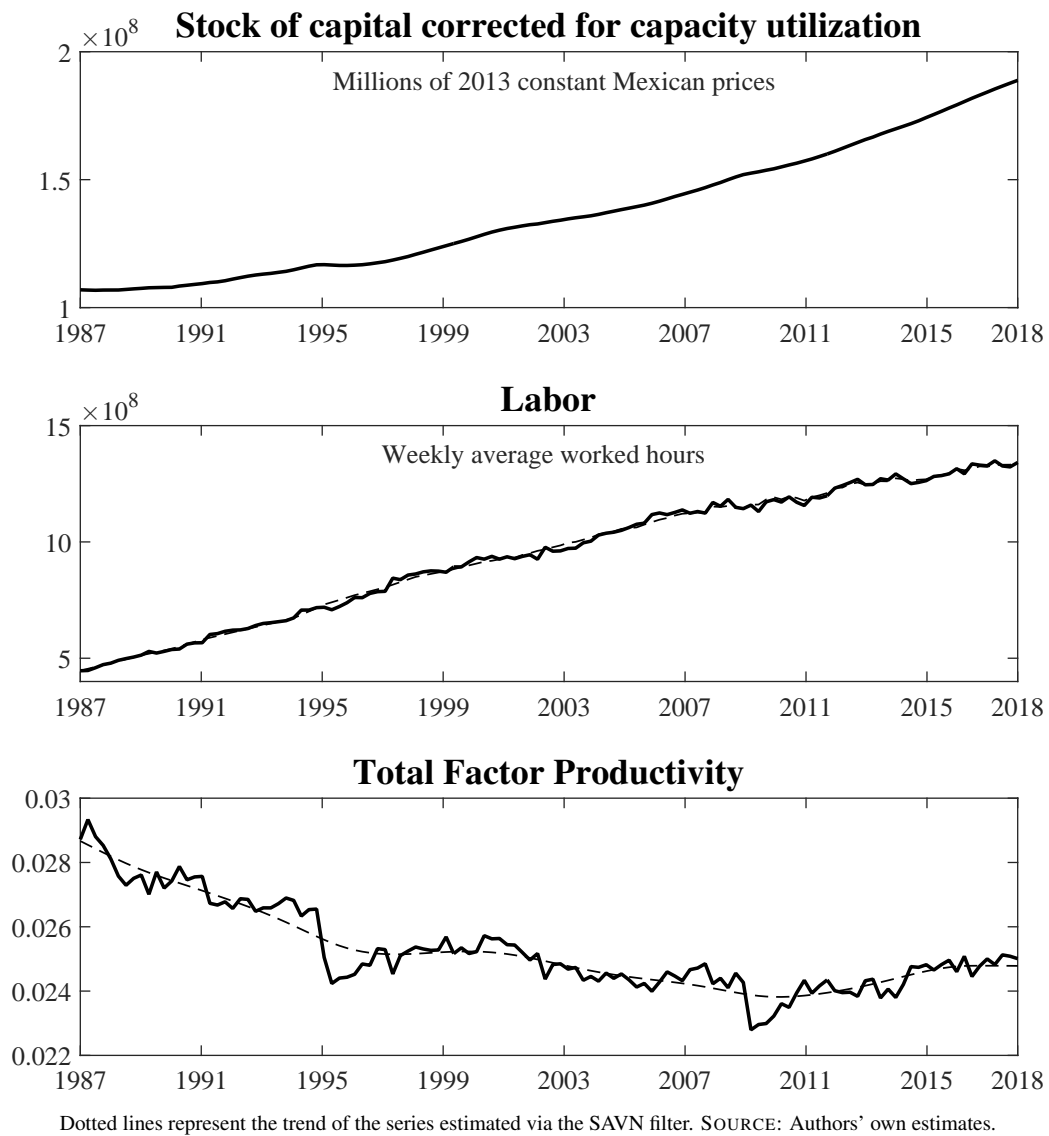 Stock of capital corrected for capacity utilization
×10^8
Millions of 2013 constant Mexican prices
2
1.5
1
1987 1991 1995 1999 2003 2007 2011 2015 2018
Labor
×10^8
Weekly average worked hours
15
10
5
1987 1991 1995 1999 2003 2007 2011 2015 2018
Total Factor Productivity
0.03
0.028
0.026
0.024
0.022
1987 1991 1995 1999 2003 2007 2011 2015 2018
Dotted lines represent the trend of the series estimated via the SAVN filter. SOURCE: Authors' own estimates.